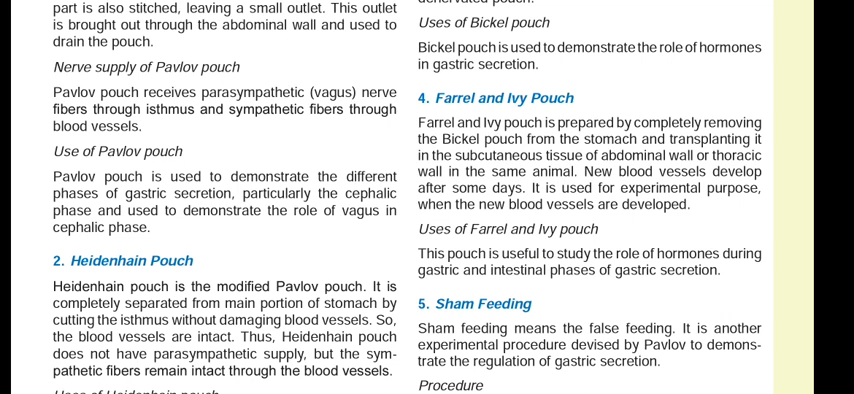 part is also stitched, leaving a small outlet. This outlet
is brought out through the abdominal wall and used to
drain the pouch.
Nerve supply of Pavlov pouch
Pavlov pouch receives parasympathetic (vagus) nerve
fibers through isthmus and sympathetic fibers through
blood vessels.
Use of Pavlov pouch
Pavlov pouch is used to demonstrate the different
phases of gastric secretion, particularly the cephalic
phase and used to demonstrate the role of vagus in
cephalic phase.
2. Heidenhain Pouch
Heidenhain pouch is the modified Pavlov pouch. It is
completely separated from main portion of stomach by
cutting the isthmus without damaging blood vessels. So,
the blood vessels are intact. Thus, Heidenhain pouch
does not have parasympathetic supply, but the sym-
pathetic fibers remain intact through the blood vessels.
Uses of Heidenhain pouch
denervated pouch.
Uses of Bickel pouch
Bickel pouch is used to demonstrate the role of hormones
in gastric secretion.
4. Farrel and Ivy Pouch
Farrel and Ivy pouch is prepared by completely removing
the Bickel pouch from the stomach and transplanting it
in the subcutaneous tissue of abdominal wall or thoracic
wall in the same animal. New blood vessels develop
after some days. It is used for experimental purpose,
when the new blood vessels are developed.
Uses of Farrel and Ivy pouch
This pouch is useful to study the role of hormones during
gastric and intestinal phases of gastric secretion.
5. Sham Feeding
Sham feeding means the false feeding. It is another
experimental procedure devised by Pavlov to demons-
trate the regulation of gastric secretion.
Procedure